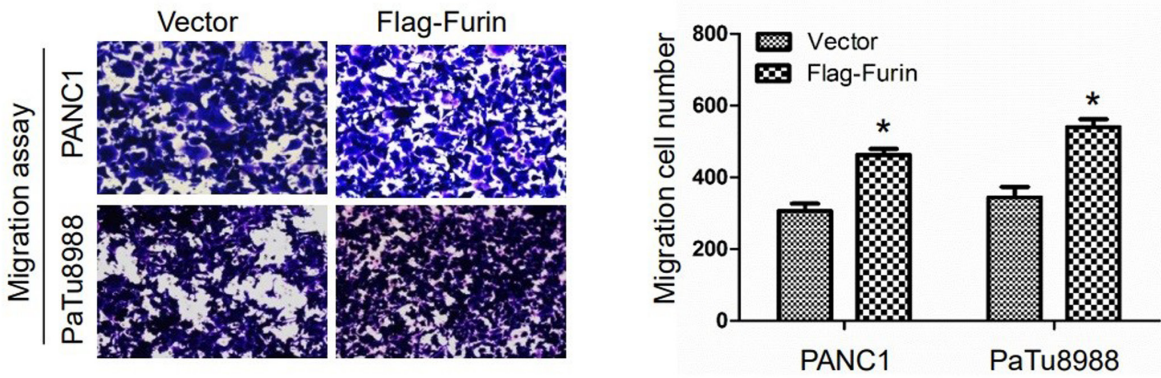 Vector Flag-Furin
Migration assay
PANC1
PaTu8988
Migration cell number
800
600
400
200
0
Vector
Flag-Furin
*
*
PANC1 PaTu8988